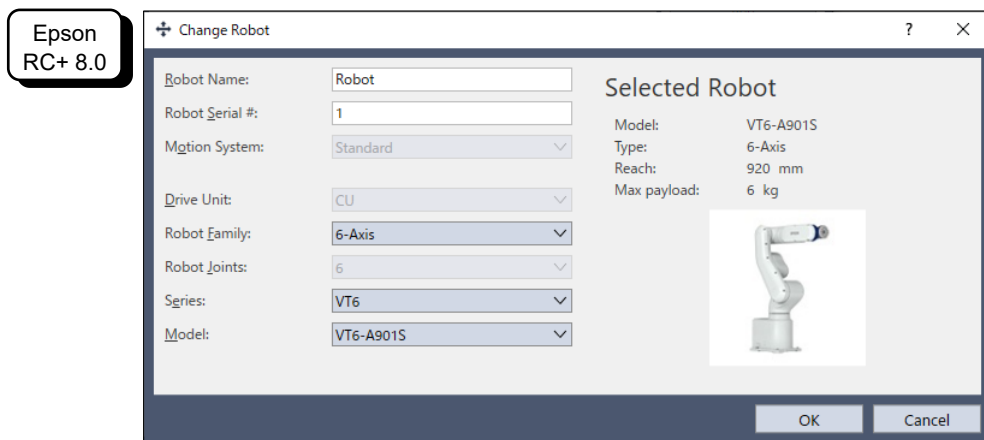 Epson
RC+ 8.0
Change Robot
Robot Name: Robot
Robot Serial #: 1
Motion System: Standard
Drive Unit: CU
Robot Family: 6-Axis
Robot Joints: 6
Series: VT6
Model: VT6-A901S
Selected Robot
Model: VT6-A901S
Type: 6-Axis
Reach: 920 mm
Max payload: 6 kg
OK Cancel